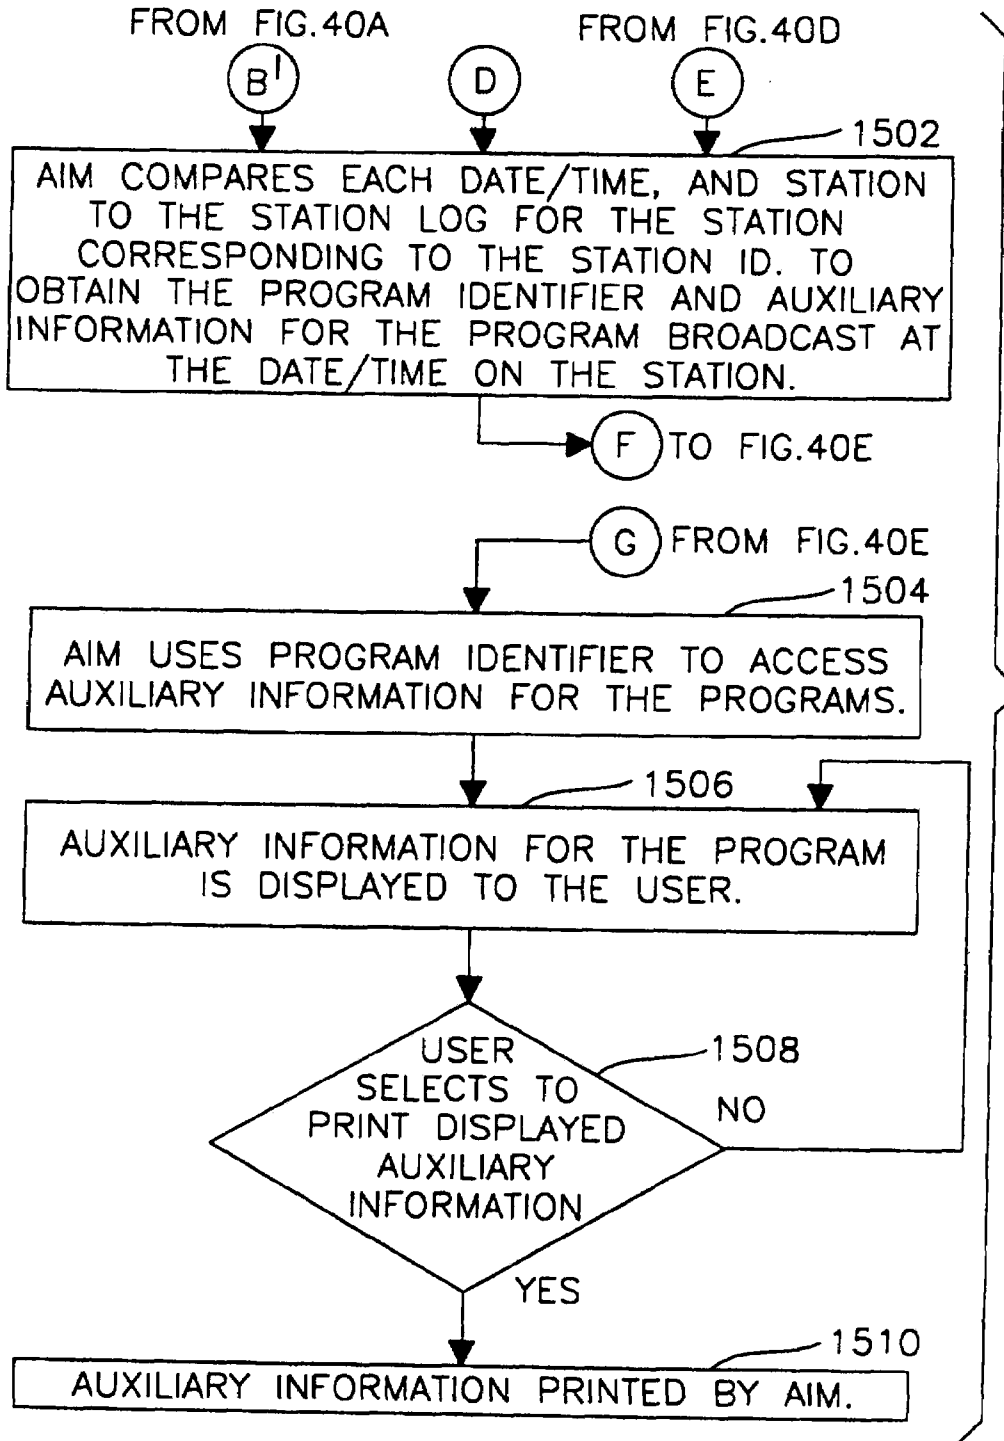 FROM FIG.40A
FROM FIG.40D
B'
D
E
1502
AIM COMPARES EACH DATE/TIME, AND STATION
TO THE STATION LOG FOR THE STATION
CORRESPONDING TO THE STATION ID. TO
OBTAIN THE PROGRAM IDENTIFIER AND AUXILIARY
INFORMATION FOR THE PROGRAM BROADCAST AT
THE DATE/TIME ON THE STATION.
F TO FIG.40E
G FROM FIG.40E
1504
AIM USES PROGRAM IDENTIFIER TO ACCESS
AUXILIARY INFORMATION FOR THE PROGRAMS.
1506
AUXILIARY INFORMATION FOR THE PROGRAM
IS DISPLAYED TO THE USER.
USER
SELECTS TO
PRINT DISPLAYED
AUXILIARY
INFORMATION
1508
NO
YES
1510
AUXILIARY INFORMATION PRINTED BY AIM.